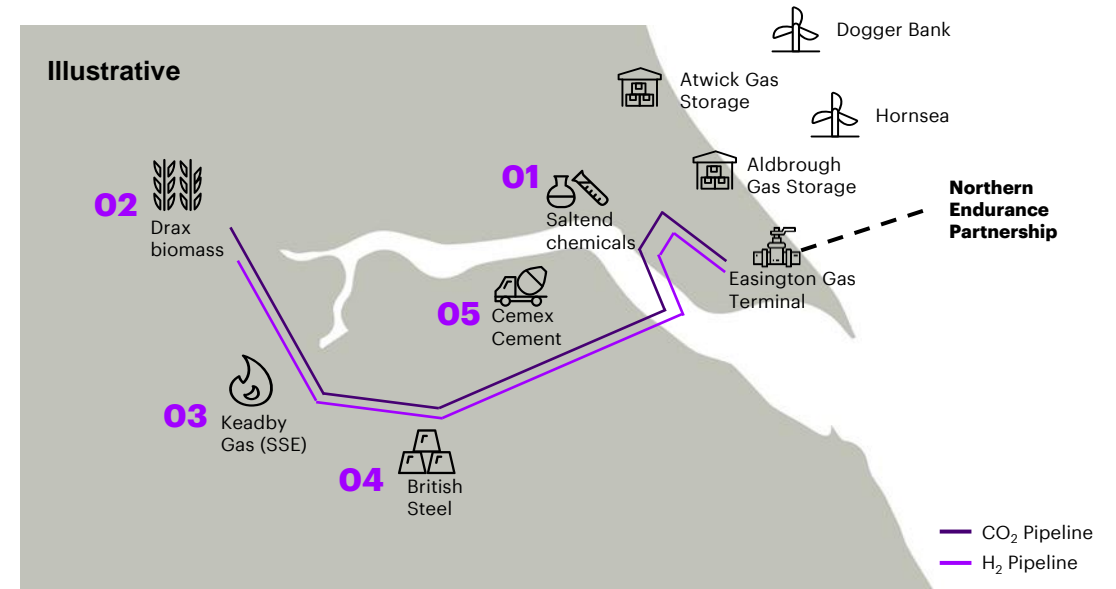 Illustrative
Dogger Bank
Atwick Gas
Storage
Hornsea
Aldbrough
Gas Storage
01
Saltend
chemicals
02
Drax
biomass
Northern
Endurance
Partnership
Easington Gas
Terminal
05
Cemex
Cement
03
Keadby
Gas (SSE)
04
British
Steel
CO₂ Pipeline
H₂ Pipeline